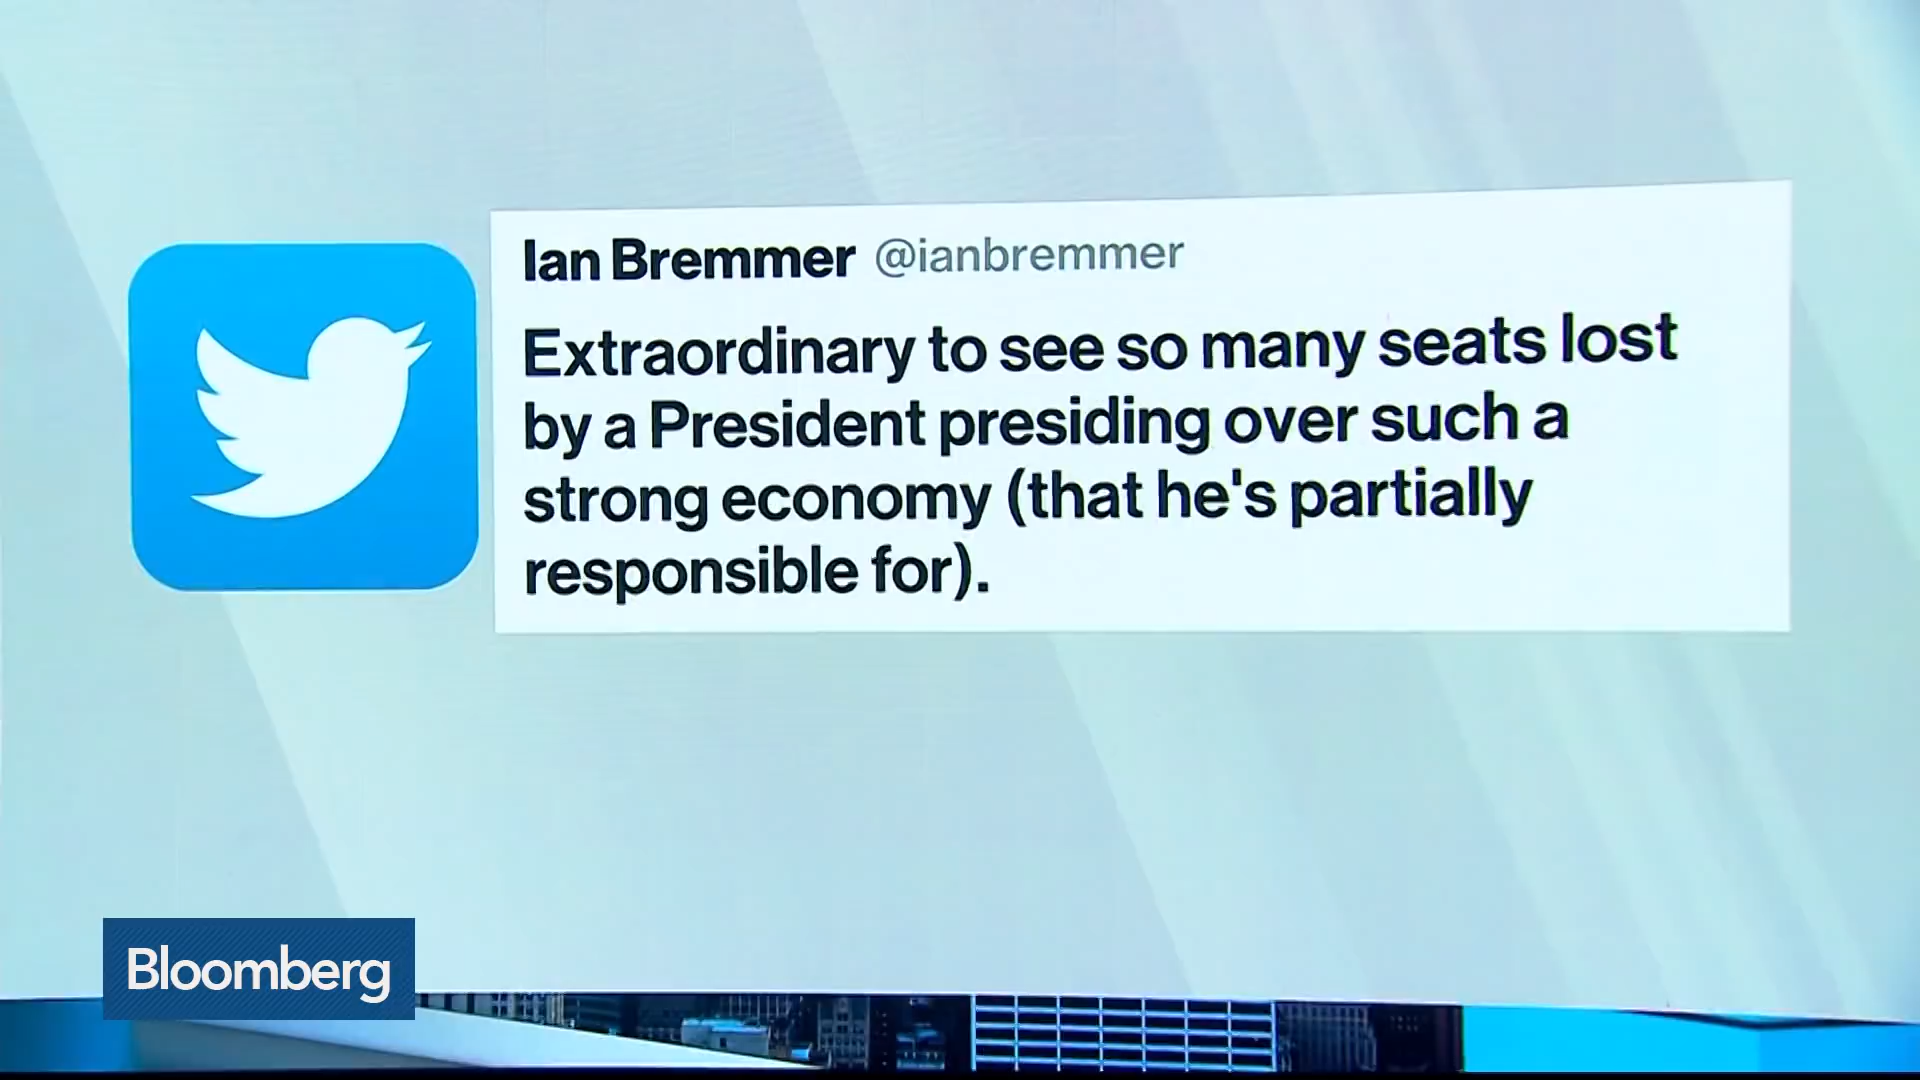 Ian Bremmer @ianbremmer
Extraordinary to see so many seats lost
by a President presiding over such a
strong economy (that he's partially
responsible for).
Bloomberg